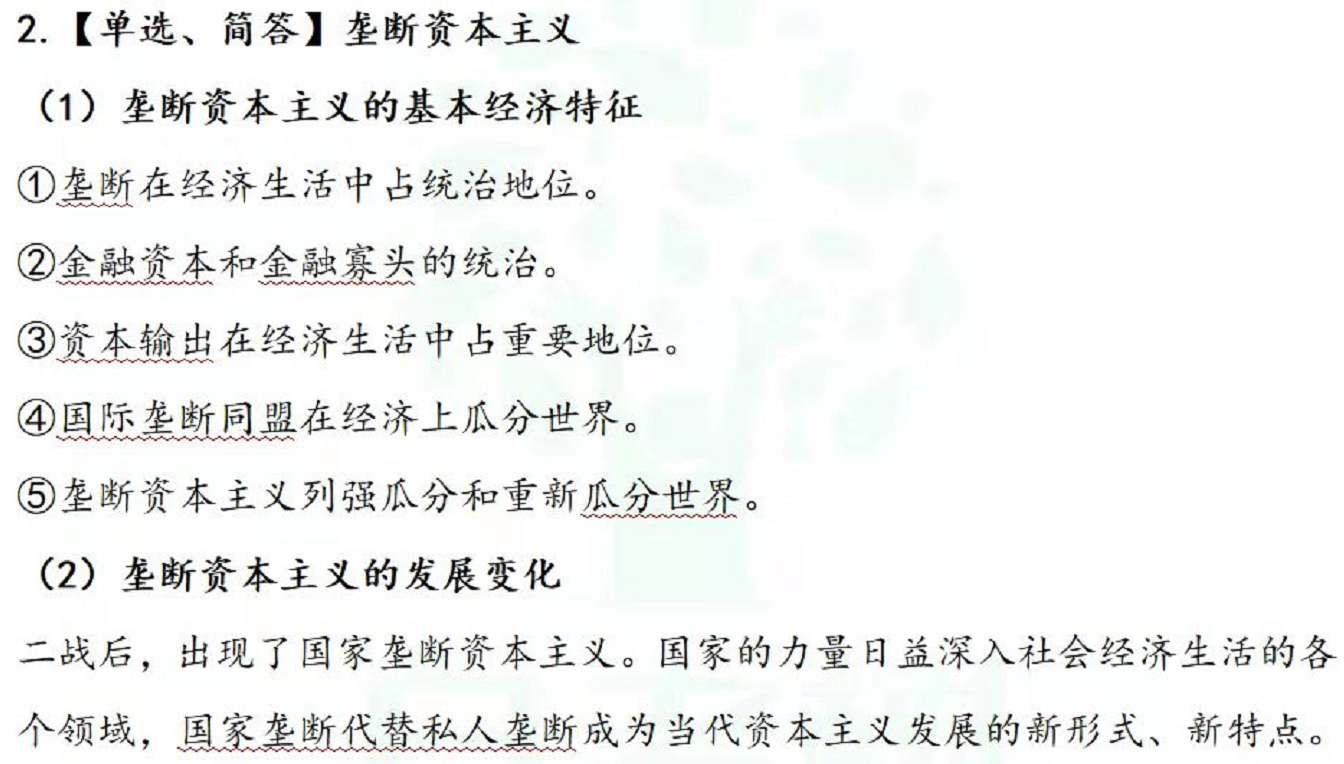 2.【单选、简答】垄断资本主义
（1）垄断资本主义的基本经济特征
①垄断在经济生活中占统治地位。
②金融资本和金融寡头的统治。
③资本输出在经济生活中占重要地位。
④国际垄断同盟在经济上瓜分世界。
⑤垄断资本主义列强瓜分和重新瓜分世界。
（2）垄断资本主义的发展变化
二战后，出现了国家垄断资本主义。国家的力量日益深入社会经济生活的各
个领域，国家垄断代替私人垄断成为当代资本主义发展的新形式、新特点。